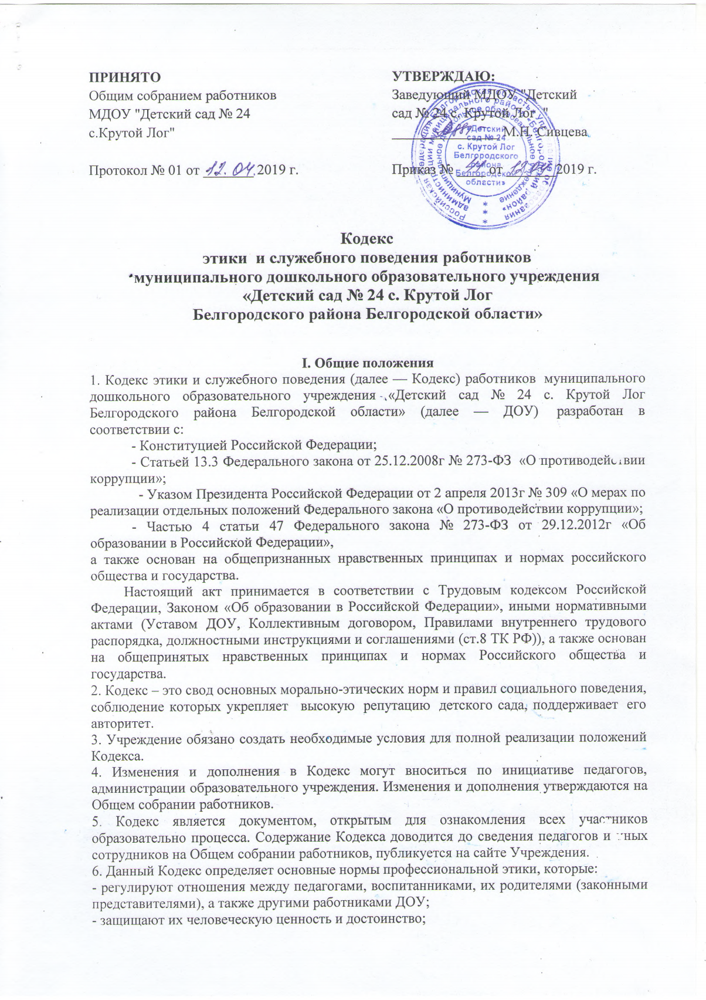 ПРИНЯТО
Общим собранием работников
МДОУ "Детский сад № 24
с.Крутой Лог"
Протокол № 01 от 12.04.2019 г.
УТВЕРЖДАЮ:
Заведующий МДОУ "Детский
сад № 24 с. Крутой Лог "
М.Н. Сивцева
Приказ № от 2019 г.
«Детский
сад № 24
с. Крутой Лог
Белгородского
района
Белгородской
области»
Кодекс
этики и служебного поведения работников
муниципального дошкольного образовательного учреждения
«Детский сад № 24 с. Крутой Лог
Белгородского района Белгородской области»
I. Общие положения
1. Кодекс этики и служебного поведения (далее — Кодекс) работников муниципального
дошкольного образовательного учреждения «Детский сад № 24 с. Крутой Лог
Белгородского района Белгородской области» (далее — ДОУ) разработан в
соответствии с:
- Конституцией Российской Федерации;
- Статьей 13.3 Федерального закона от 25.12.2008г № 273-ФЗ «О противодействии
коррупции»;
- Указом Президента Российской Федерации от 2 апреля 2013г № 309 «О мерах по
реализации отдельных положений Федерального закона «О противодействии коррупции»;
- Частью 4 статьи 47 Федерального закона № 273-ФЗ от 29.12.2012г «Об
образовании в Российской Федерации»,
а также основан на общепризнанных нравственных принципах и нормах российского
общества и государства.
Настоящий акт принимается в соответствии с Трудовым кодексом Российской
Федерации, Законом «Об образовании в Российской Федерации», иными нормативными
актами (Уставом ДОУ, Коллективным договором, Правилами внутреннего трудового
распорядка, должностными инструкциями и соглашениями (ст.8 ТК РФ)), а также основан
на общепринятых нравственных принципах и нормах Российского общества и
государства.
2. Кодекс – это свод основных морально-этических норм и правил социального поведения,
соблюдение которых укрепляет высокую репутацию детского сада, поддерживает его
авторитет.
3. Учреждение обязано создать необходимые условия для полной реализации положений
Кодекса.
4. Изменения и дополнения в Кодекс могут вноситься по инициативе педагогов,
администрации образовательного учреждения. Изменения и дополнения утверждаются на
Общем собрании работников.
5. Кодекс является документом, открытым для ознакомления всех участников
образовательно процесса. Содержание Кодекса доводится до сведения педагогов и иных
сотрудников на Общем собрании работников, публикуется на сайте Учреждения.
6. Данный Кодекс определяет основные нормы профессиональной этики, которые:
- регулируют отношения между педагогами, воспитанниками, их родителями (законными
представителями), а также другими работниками ДОУ;
- защищают их человеческую ценность и достоинство;